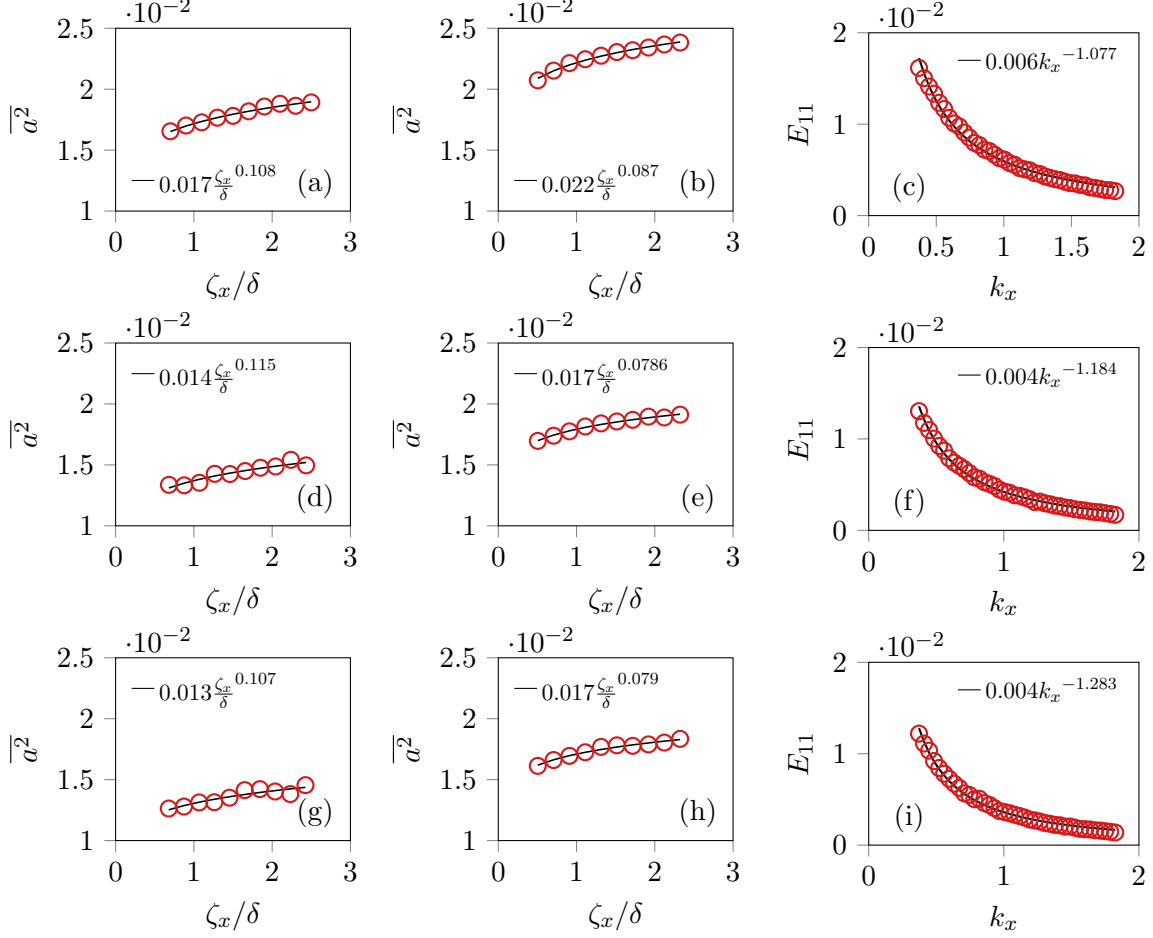 ·10⁻² ·10⁻² ·10⁻²
2.5 2.5 2
2 2 1
1.5 1.5 0
1 1
a² a² E₁₁
0.017 ζₓ/δ ^0.108 (a)
0.022 ζₓ/δ ^0.087 (b)
0.006kₓ^−1.077 (c)
0 1 2 3 0 1 2 3 0 0.5 1 1.5 2
ζₓ/δ ζₓ/δ kₓ
·10⁻² ·10⁻² ·10⁻²
2.5 2.5 2
2 2 1
1.5 1.5 0
1 1
a² a² E₁₁
0.014 ζₓ/δ ^0.115 (d)
0.017 ζₓ/δ ^0.0786 (e)
0.004kₓ^−1.184 (f)
0 1 2 3 0 1 2 3 0 1 2
ζₓ/δ ζₓ/δ kₓ
·10⁻² ·10⁻² ·10⁻²
2.5 2.5 2
2 2 1
1.5 1.5 0
1 1
a² a² E₁₁
0.013 ζₓ/δ ^0.107 (g)
0.017 ζₓ/δ ^0.079 (h)
0.004kₓ^−1.283 (i)
0 1 2 3 0 1 2 3 0 1 2
ζₓ/δ ζₓ/δ kₓ